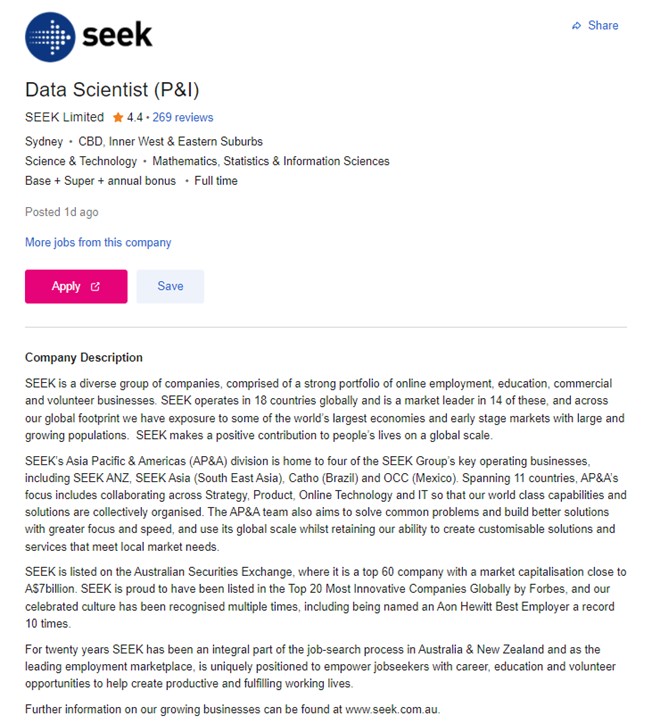 seek
Share
Data Scientist (P&I)
SEEK Limited 4.4 • 269 reviews
Sydney • CBD, Inner West & Eastern Suburbs
Science & Technology • Mathematics, Statistics & Information Sciences
Base + Super + annual bonus • Full time
Posted 1d ago
More jobs from this company
Apply Save
Company Description
SEEK is a diverse group of companies, comprised of a strong portfolio of online employment, education, commercial
and volunteer businesses. SEEK operates in 18 countries globally and is a market leader in 14 of these, and across
our global footprint we have exposure to some of the world's largest economies and early stage markets with large and
growing populations.  SEEK makes a positive contribution to people's lives on a global scale.
SEEK's Asia Pacific & Americas (AP&A) division is home to four of the SEEK Group's key operating businesses,
including SEEK ANZ, SEEK Asia (South East Asia), Catho (Brazil) and OCC (Mexico). Spanning 11 countries, AP&A's
focus includes collaborating across Strategy, Product, Online Technology and IT so that our world class capabilities and
solutions are collectively organised. The AP&A team also aims to solve common problems and build better solutions
with greater focus and speed, and use its global scale whilst retaining our ability to create customisable solutions and
services that meet local market needs.
SEEK is listed on the Australian Securities Exchange, where it is a top 60 company with a market capitalisation close to
A$7billion. SEEK is proud to have been listed in the Top 20 Most Innovative Companies Globally by Forbes, and our
celebrated culture has been recognised multiple times, including being named an Aon Hewitt Best Employer a record
10 times.
For twenty years SEEK has been an integral part of the job-search process in Australia & New Zealand and as the
leading employment marketplace, is uniquely positioned to empower jobseekers with career, education and volunteer
opportunities to help create productive and fulfilling working lives.
Further information on our growing businesses can be found at www.seek.com.au.